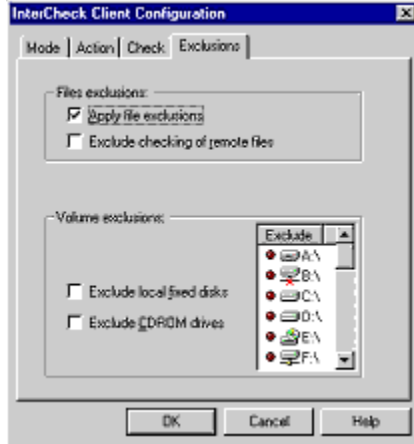 InterCheck Client Configuration
Mode Action Check Exclusions
Files exclusions:
Apply file exclusions
Exclude checking of remote files
Volume exclusions:
Exclude
A:\
B:\
C:\
D:\
E:\
F:\
Exclude local fixed disks
Exclude CDROM drives
OK Cancel Help